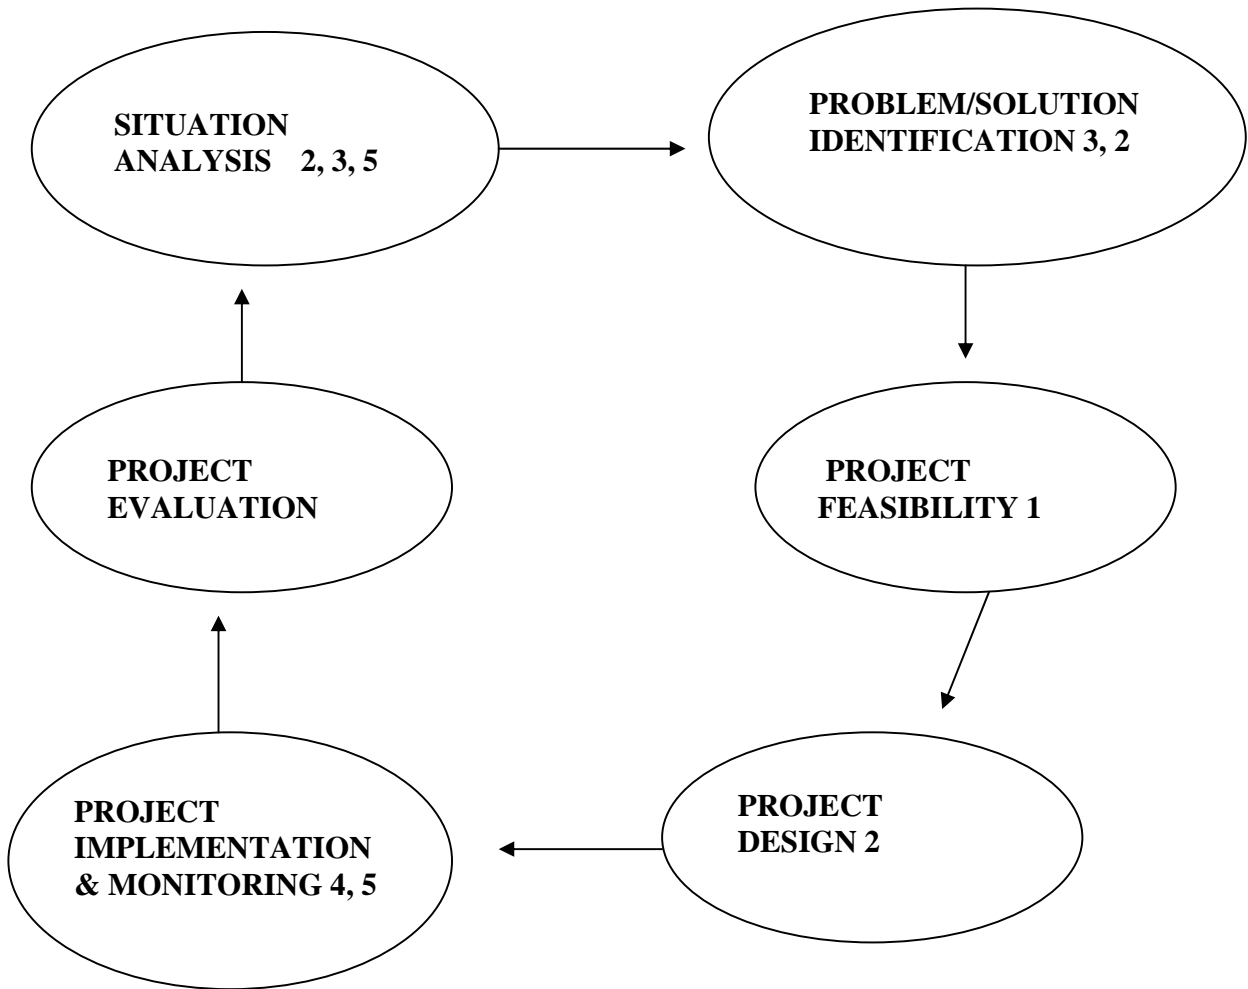 SITUATION
ANALYSIS 2, 3, 5
PROBLEM/SOLUTION
IDENTIFICATION 3, 2
PROJECT
FEASIBILITY 1
PROJECT
DESIGN 2
PROJECT
IMPLEMENTATION
& MONITORING 4, 5
PROJECT
EVALUATION